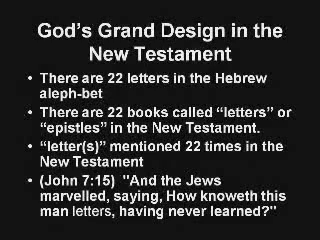 God's Grand Design in the
New Testament
• There are 22 letters in the Hebrew
aleph-bet
• There are 22 books called “letters” or
“epistles” in the New Testament.
• “letter(s)” mentioned 22 times in the
New Testament
• (John 7:15) "And the Jews
marvelled, saying, How knoweth this
man letters, having never learned?"